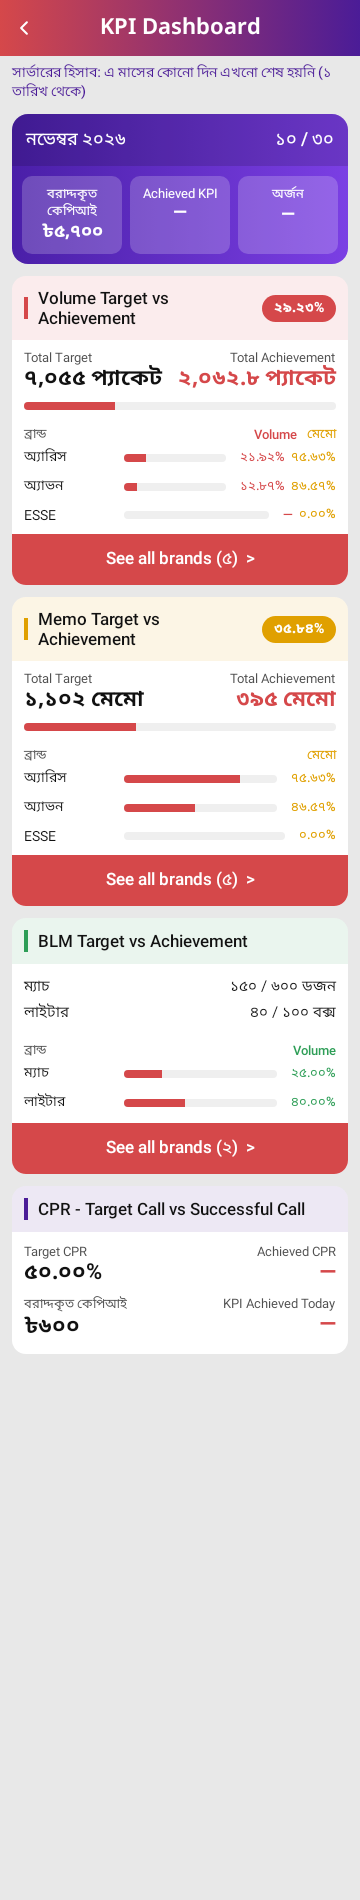 KPI Dashboard
সার্ভারের হিসাব: এ মাসের কোনো দিন এখনো শেষ হয়নি (১
তারিখ থেকে)
নভেম্বর ২০২৬ ১০ / ৩০
বরাদ্দকৃত
কেপিআই
৳৫,৭০০
Achieved KPI
—
অর্জন
—
Volume Target vs
Achievement
২৯.২৩%
Total Target Total Achievement
৭,০৫৫ প্যাকেট ২,০৬২.৮ প্যাকেট
ব্রান্ড Volume মেমো
অ্যারিস ২১.৯২% ৭৫.৬৩%
অ্যাভন ১২.৮৭% ৪৬.৫৭%
ESSE — ০.০০%
See all brands (৫) >
Memo Target vs
Achievement
৩৫.৮৪%
Total Target Total Achievement
১,১০২ মেমো ৩৯৫ মেমো
ব্রান্ড মেমো
অ্যারিস ৭৫.৬৩%
অ্যাভন ৪৬.৫৭%
ESSE ০.০০%
See all brands (৫) >
BLM Target vs Achievement
ম্যাচ ১৫০ / ৬০০ ডজন
লাইটার ৪০ / ১০০ বক্স
ব্রান্ড Volume
ম্যাচ ২৫.০০%
লাইটার ৪০.০০%
See all brands (২) >
CPR - Target Call vs Successful Call
Target CPR Achieved CPR
৫০.০০% —
বরাদ্দকৃত কেপিআই KPI Achieved Today
৳৬০০ —